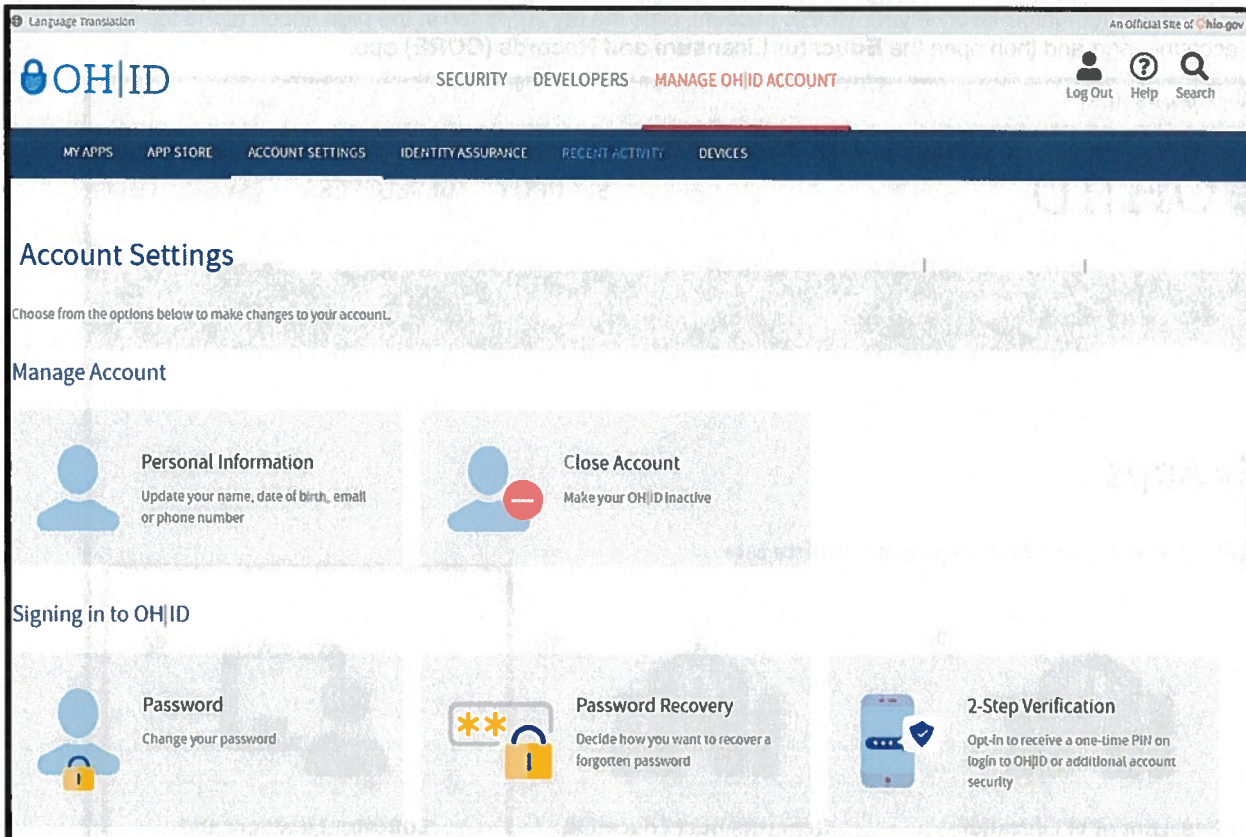 Language Translation
An Official Site of Ohio.gov
OH|ID
SECURITY DEVELOPERS MANAGE OH|ID ACCOUNT
Log Out Help Search
MY APPS APP STORE ACCOUNT SETTINGS IDENTITY ASSURANCE RECENT ACTIVITY DEVICES
Account Settings
Choose from the options below to make changes to your account.
Manage Account
Personal Information
Update your name, date of birth, email
or phone number
Close Account
Make your OH|ID inactive
Signing in to OH|ID
Password
Change your password
Password Recovery
Decide how you want to recover a
forgotten password
2-Step Verification
Opt-in to receive a one-time PIN on
login to OH|ID or additional account
security